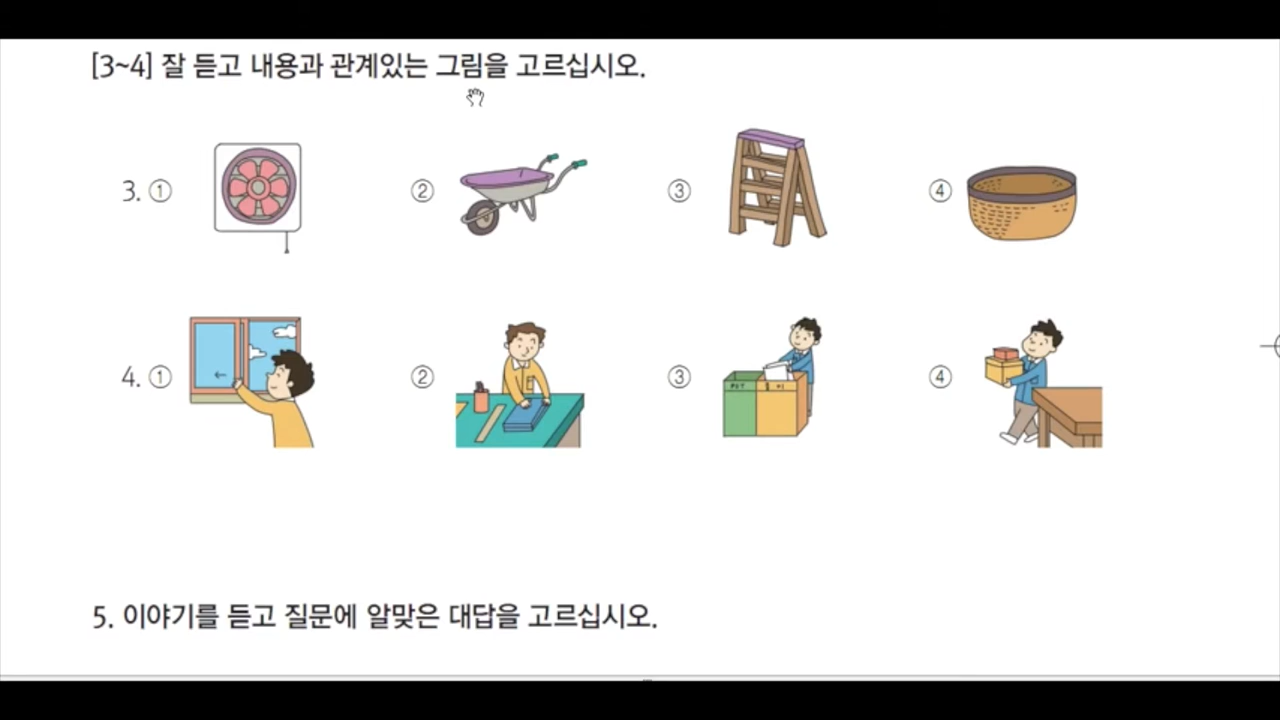 [3~4] 잘 듣고 내용과 관계있는 그림을 고르십시오.
3. ① ② ③ ④
4. ① ② ③ ④
PET
5. 이야기를 듣고 질문에 알맞은 대답을 고르십시오.